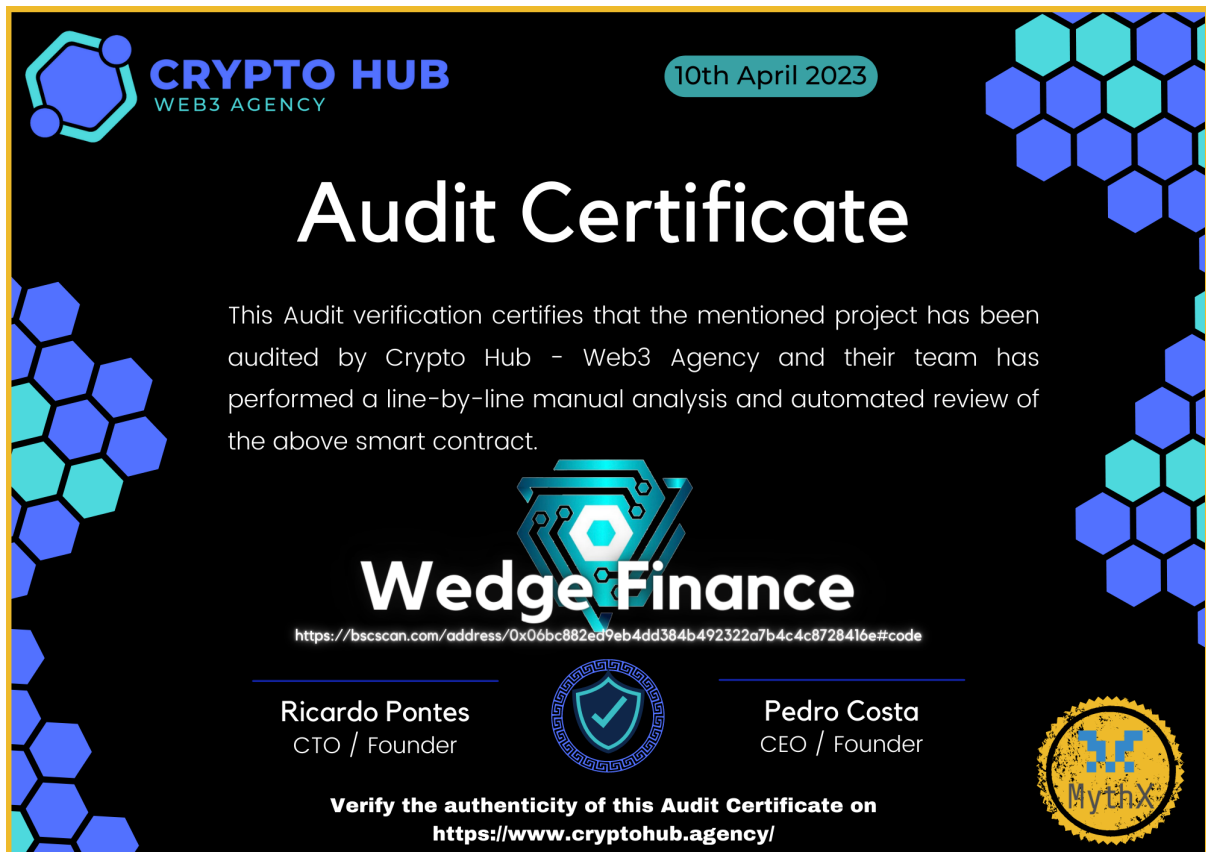 CRYPTO HUB
WEB3 AGENCY
10th April 2023
Audit Certificate
This Audit verification certifies that the mentioned project has been
audited by Crypto Hub - Web3 Agency and their team has
performed a line-by-line manual analysis and automated review of
the above smart contract.
Wedge Finance
https://bscscan.com/address/0x06bc882ed9eb4dd384b492322a7b4c4c8728416e#code
Ricardo Pontes
CTO / Founder
Pedro Costa
CEO / Founder
MythX
Verify the authenticity of this Audit Certificate on
https://www.cryptohub.agency/